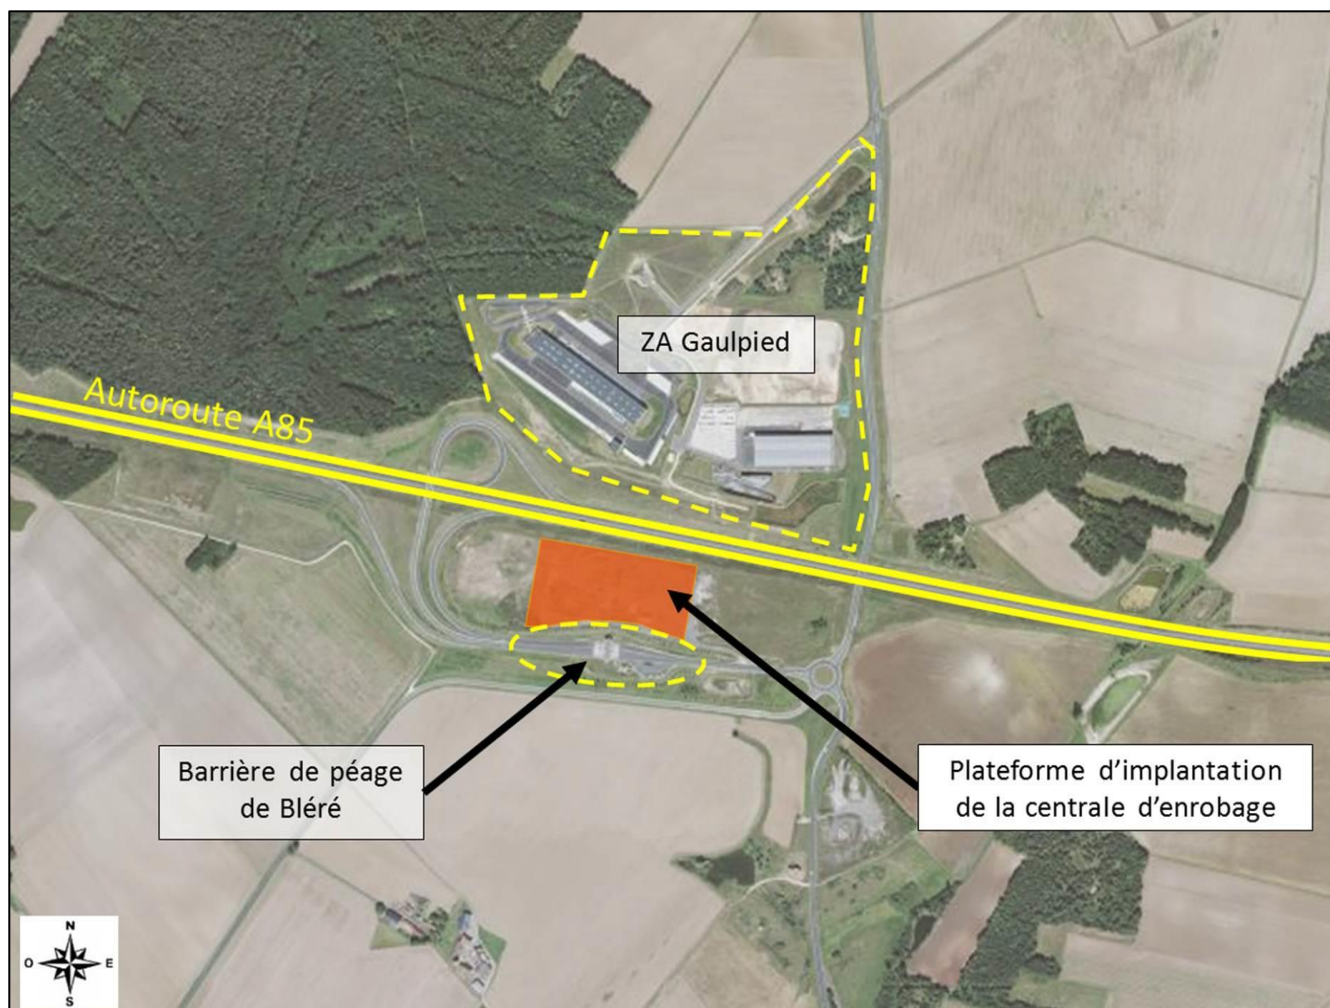 ZA Gaulpied
Autoroute A85
Barrière de péage
de Bléré
Plateforme d’implantation
de la centrale d’enrobage
N
O E
S